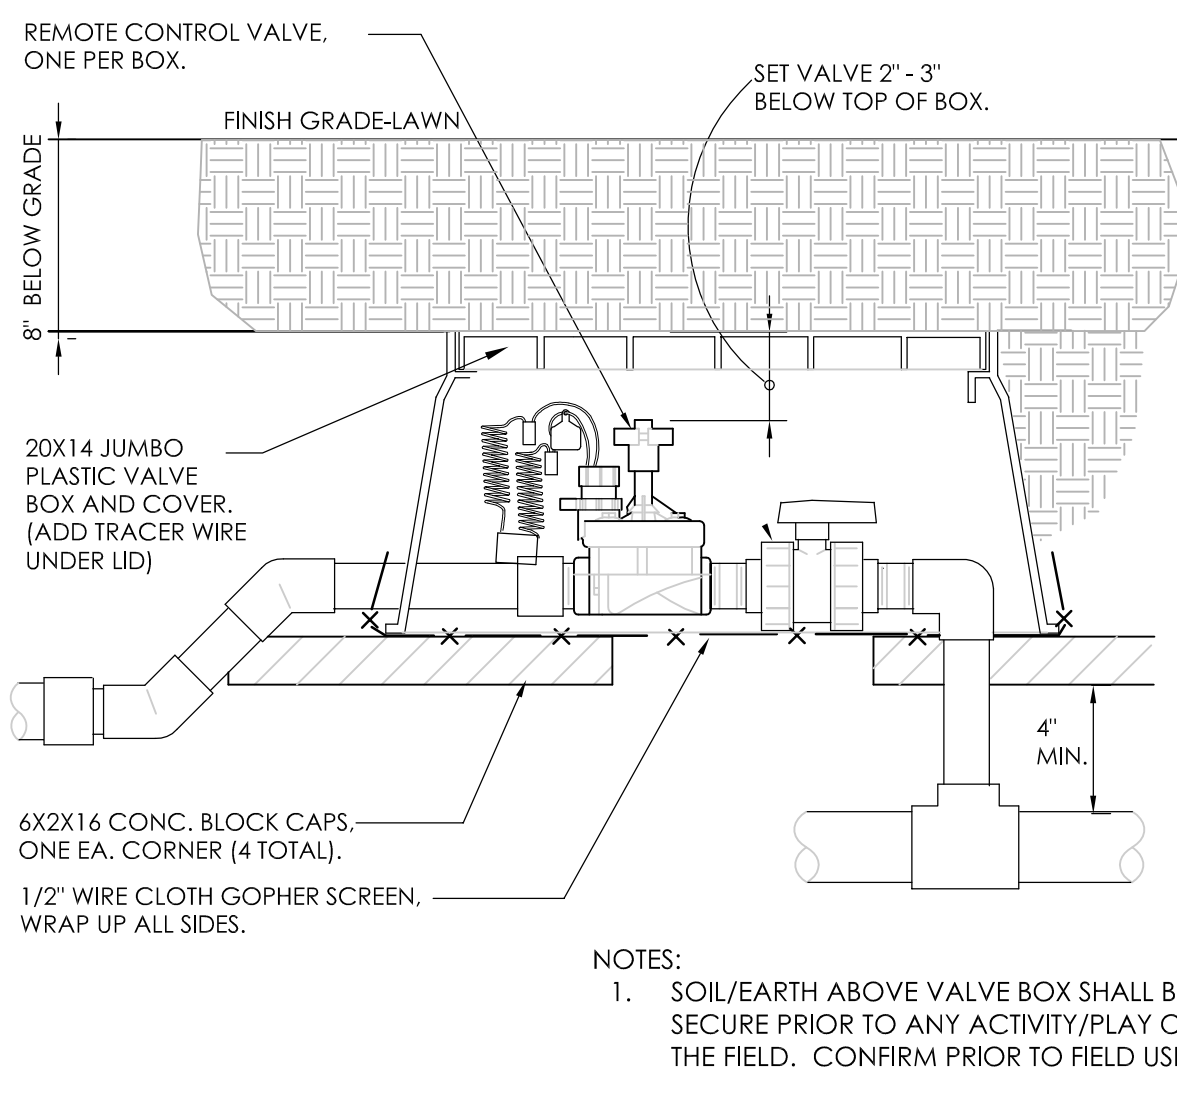 REMOTE CONTROL VALVE,
ONE PER BOX.
SET VALVE 2" - 3"
BELOW TOP OF BOX.
FINISH GRADE-LAWN
8" BELOW GRADE
20X14 JUMBO
PLASTIC VALVE
BOX AND COVER.
(ADD TRACER WIRE
UNDER LID)
4"
MIN.
6X2X16 CONC. BLOCK CAPS,
ONE EA. CORNER (4 TOTAL).
1/2" WIRE CLOTH GOPHER SCREEN,
WRAP UP ALL SIDES.
NOTES:
1. SOIL/EARTH ABOVE VALVE BOX SHALL
SECURE PRIOR TO ANY ACTIVITY/PLAY
THE FIELD. CONFIRM PRIOR TO FIELD